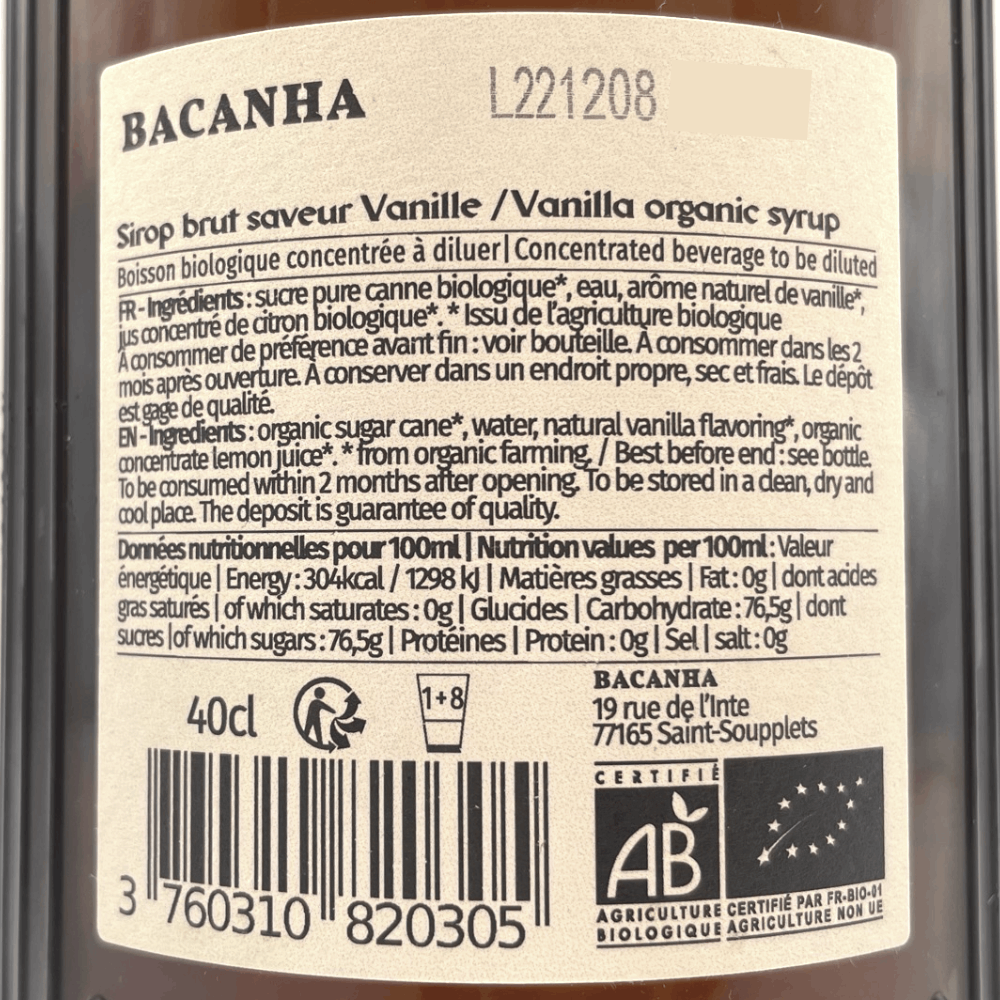 BACANHA L221208
Sirop brut saveur Vanille / Vanilla organic syrup
Boisson biologique concentrée à diluer | Concentrated beverage to be diluted
FR - Ingrédients : sucre pure canne biologique*, eau, arôme naturel de vanille*,
jus concentré de citron biologique*. * Issu de l'agriculture biologique
À consommer de préférence avant fin : voir bouteille. À consommer dans les 2
mois après ouverture. À conserver dans un endroit propre, sec et frais. Le dépôt
est gage de qualité.
EN - Ingredients : organic sugar cane*, water, natural vanilla flavoring*, organic
concentrate lemon juice*. * from organic farming. / Best before end : see bottle.
To be consumed within 2 months after opening. To be stored in a clean, dry and
cool place. The deposit is guarantee of quality.
Données nutritionnelles pour 100ml | Nutrition values per 100ml : Valeur
énergétique | Energy : 304kcal / 1298 kJ | Matières grasses | Fat : 0g | dont acides
gras saturés | of which saturates : 0g | Glucides | Carbohydrate : 76,5g | dont
sucres | of which sugars : 76,5g | Protéines | Protein : 0g | Sel | salt : 0g
40cl 1+8
BACANHA
19 rue de l'Inte
77165 Saint-Soupplets
3 760310 820305
CERTIFIÉ
AB
AGRICULTURE
BIOLOGIQUE
CERTIFIÉ PAR FR-BIO-01
AGRICULTURE NON UE